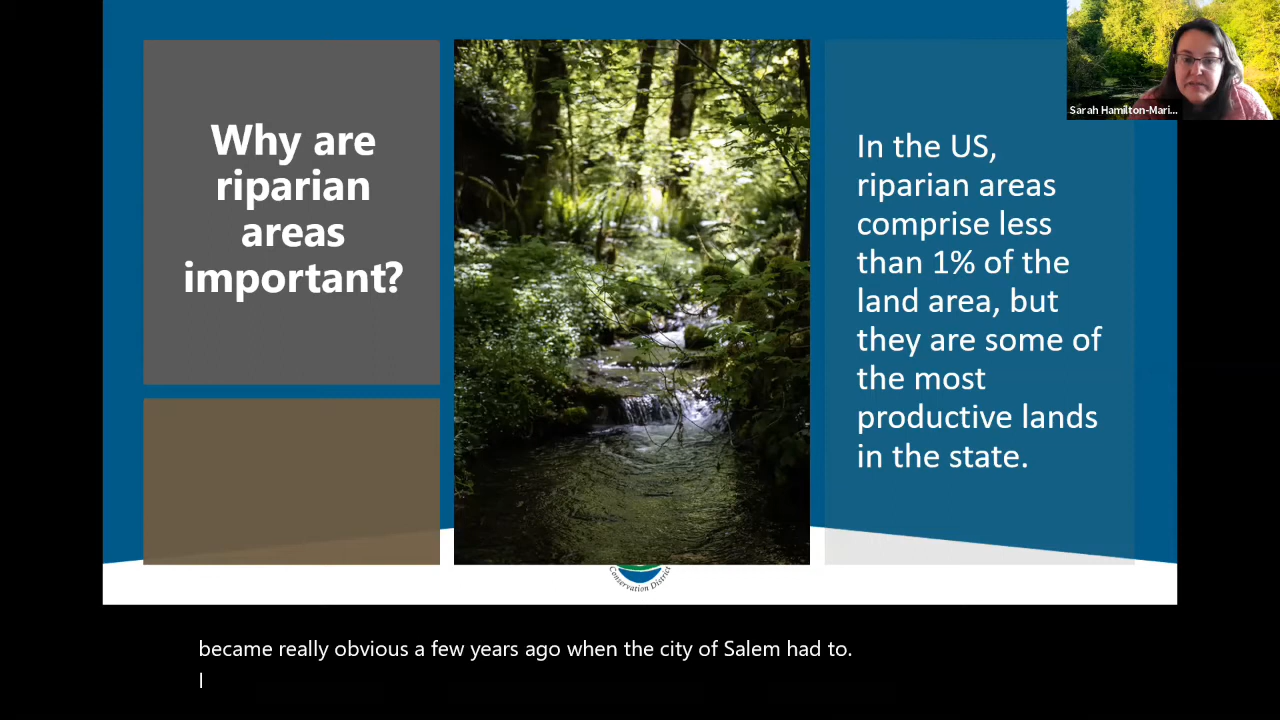 Why are
riparian
areas
important?
In the US,
riparian areas
comprise less
than 1% of the
land area, but
they are some of
the most
productive lands
in the state.
Sarah Hamilton-Mari...
Conservation District
became really obvious a few years ago when the city of Salem had to.
I